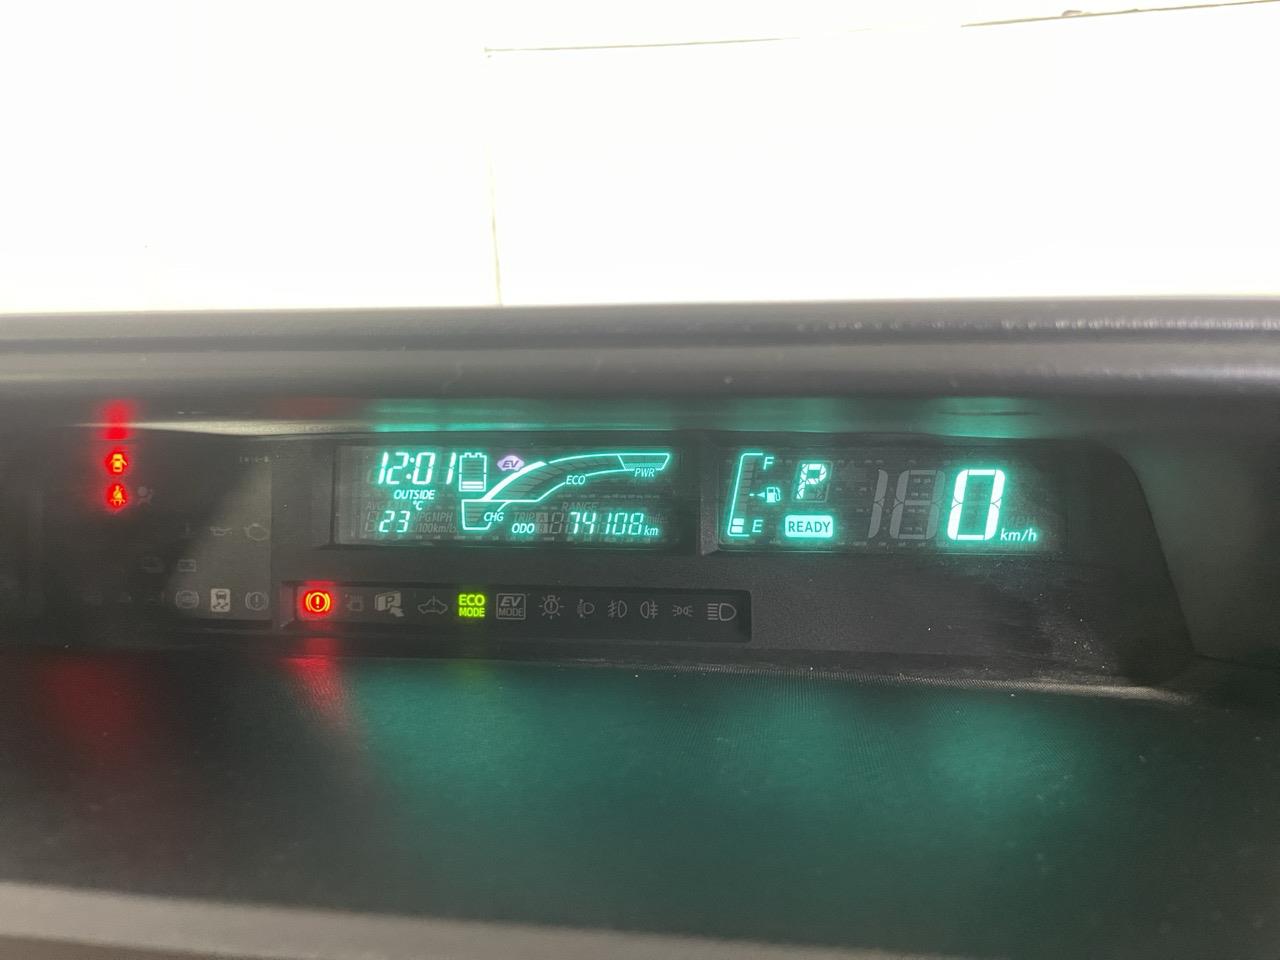 12:01
EV
ECO
PWR
OUTSIDE
°C
23
CHG
ODO
74108 km
F
P
E
READY
0 km/h
ECO
MODE
EV
MODE
P